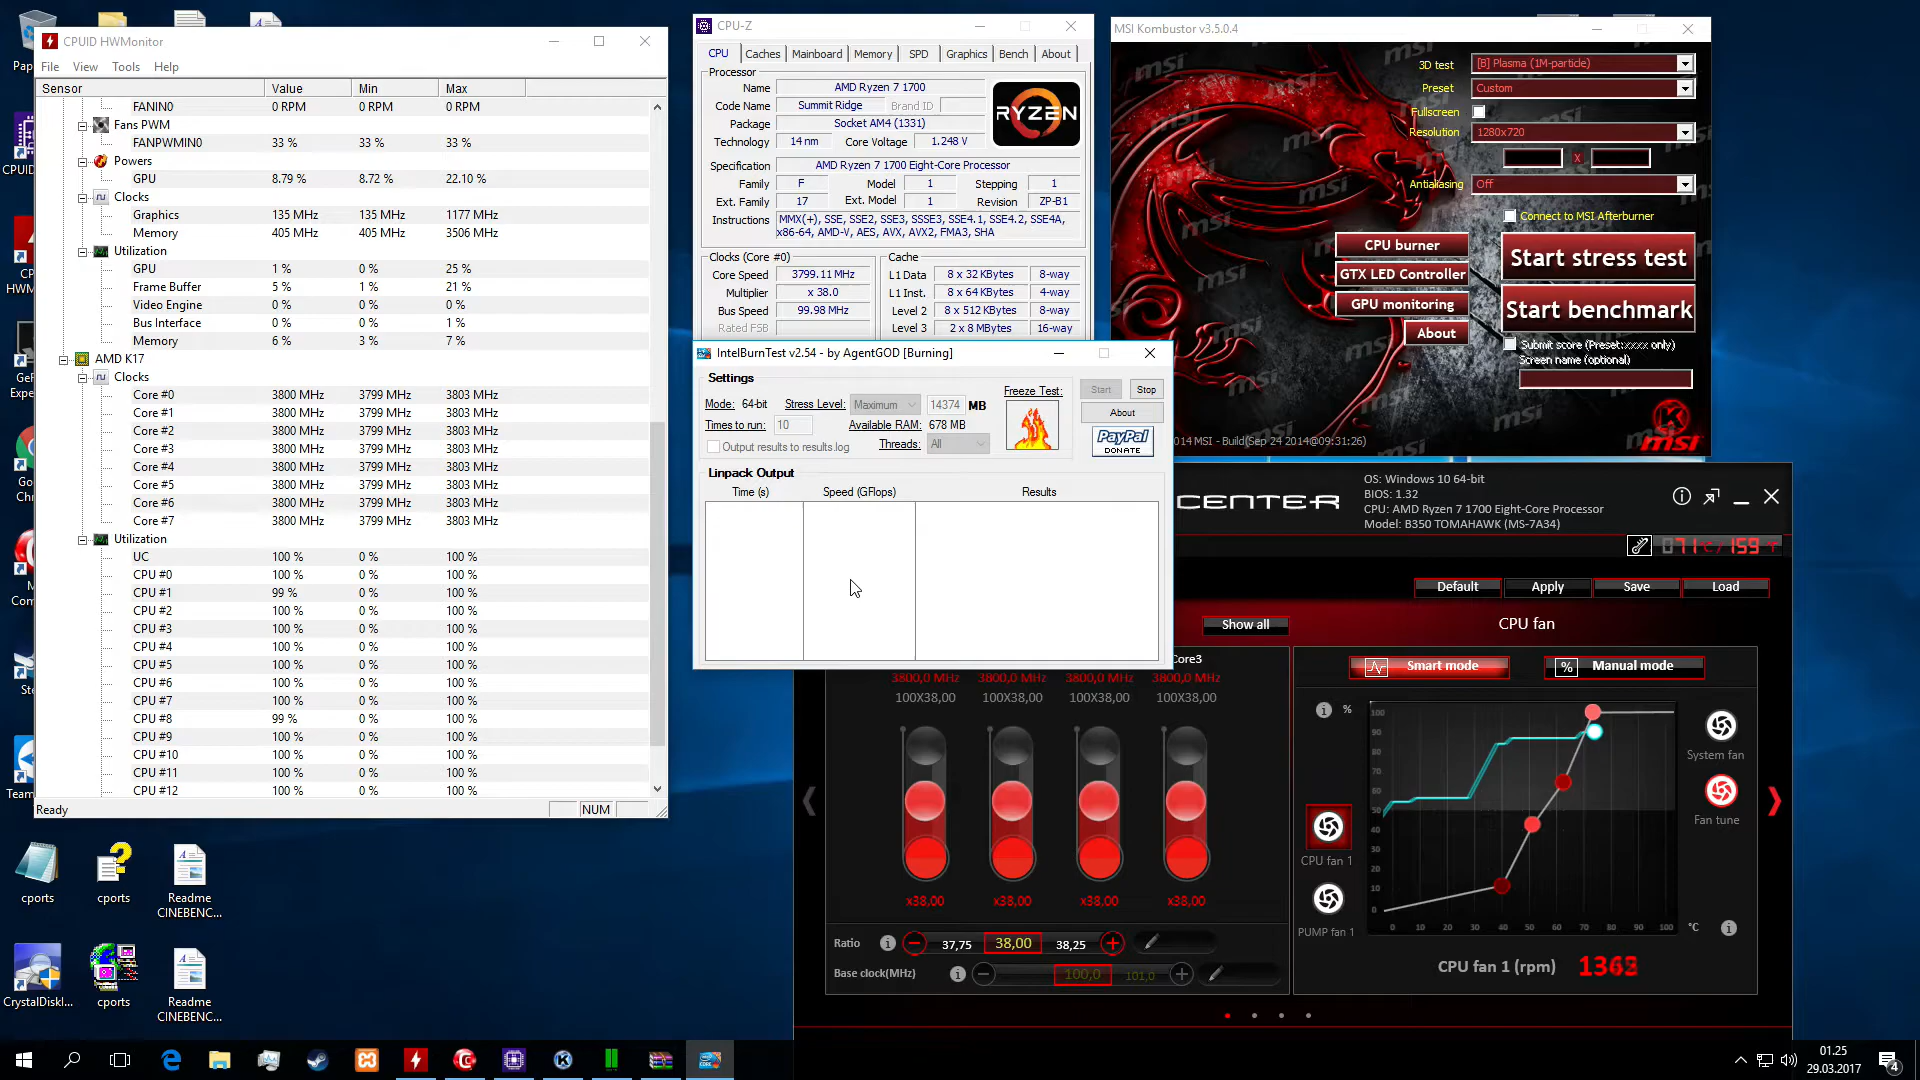 CPUID HWMonitor
File View Tools Help
Sensor Value Min Max
FANIN0 0 RPM 0 RPM 0 RPM
Fans PWM
FANPWMIN0 33 % 33 % 33 %
Powers
GPU 8.79 % 8.72 % 22.10 %
Clocks
Graphics 135 MHz 135 MHz 1177 MHz
Memory 405 MHz 405 MHz 3506 MHz
Utilization
GPU 1 % 0 % 25 %
Frame Buffer 5 % 1 % 21 %
Video Engine 0 % 0 % 0 %
Bus Interface 0 % 0 % 1 %
Memory 6 % 3 % 7 %
AMD K17
Clocks
Core #0 3800 MHz 3799 MHz 3803 MHz
Core #1 3800 MHz 3799 MHz 3803 MHz
Core #2 3800 MHz 3799 MHz 3803 MHz
Core #3 3800 MHz 3799 MHz 3803 MHz
Core #4 3800 MHz 3799 MHz 3803 MHz
Core #5 3800 MHz 3799 MHz 3803 MHz
Core #6 3800 MHz 3799 MHz 3803 MHz
Core #7 3800 MHz 3799 MHz 3803 MHz
Utilization
UC 100 % 0 % 100 %
CPU #0 100 % 0 % 100 %
CPU #1 99 % 0 % 100 %
CPU #2 100 % 0 % 100 %
CPU #3 100 % 0 % 100 %
CPU #4 100 % 0 % 100 %
CPU #5 100 % 0 % 100 %
CPU #6 100 % 0 % 100 %
CPU #7 100 % 0 % 100 %
CPU #8 99 % 0 % 100 %
CPU #9 100 % 0 % 100 %
CPU #10 100 % 0 % 100 %
CPU #11 100 % 0 % 100 %
CPU #12 100 % 0 % 100 %
Ready NUM
CPU-Z
CPU Caches Mainboard Memory SPD Graphics Bench About
Processor
Name AMD Ryzen 7 1700
Code Name Summit Ridge Brand ID
Package Socket AM4 (1331)
Technology 14 nm Core Voltage 1.248 V
RYZEN
Specification AMD Ryzen 7 1700 Eight-Core Processor
Family F Model 1 Stepping 1
Ext. Family 17 Ext. Model 1 Revision ZP-B1
Instructions MMX(+), SSE, SSE2, SSE3, SSSE3, SSE4.1, SSE4.2, SSE4A,
x86-64, AMD-V, AES, AVX, AVX2, FMA3, SHA
Clocks (Core #0) Cache
Core Speed 3799.11 MHz L1 Data 8 x 32 KBytes 8-way
Multiplier x 38.0 L1 Inst. 8 x 64 KBytes 4-way
Bus Speed 99.98 MHz Level 2 8 x 512 KBytes 8-way
Rated FSB Level 3 2 x 8 MBytes 16-way
IntelBurnTest v2.54 - by AgentGOD [Burning]
Settings
Mode: 64-bit Stress Level: Maximum 14374 MB
Times to run: 10 Available RAM: 678 MB
Output results to results.log Threads: All
Freeze Test:
Start Stop
About
PayPal
DONATE
Linpack Output
Time (s) Speed (GFlops) Results
MSI Kombustor v3.5.0.4
3D test [B] Plasma (1M-particle)
Preset Custom
Fullscreen
Resolution 1280x720
X
Antialiasing Off
Connect to MSI Afterburner
CPU burner
GTX LED Controller
GPU monitoring
About
Start stress test
Start benchmark
Submit score (Preset:xxxx only)
Screen name (optional)
014 MSI - Build(Sep 24 2014@09:31:26)
msi
CENTER
OS: Windows 10 64-bit
BIOS: 1.32
CPU: AMD Ryzen 7 1700 Eight-Core Processor
Model: B350 TOMAHAWK (MS-7A34)
071°C/159°F
Default Apply Save Load
Show all
CPU fan
Core3
Smart mode % Manual mode
3800,0 MHz 3800,0 MHz 3800,0 MHz 3800,0 MHz
100X38,00 100X38,00 100X38,00 100X38,00
x38,00 x38,00 x38,00 x38,00
Ratio 37,75 38,00 38,25
Base clock(MHz) 100,0 101,0
%
100
90
80
70
60
50
40
30
20
10
0
0 10 20 30 40 50 60 70 80 90 100 °C
CPU fan 1
PUMP fan 1
System fan
Fan tune
CPU fan 1 (rpm)
cports
cports
Readme
CINEBENC...
CrystalDiskI...
cports
Readme
CINEBENC...
01.25
29.03.2017
4